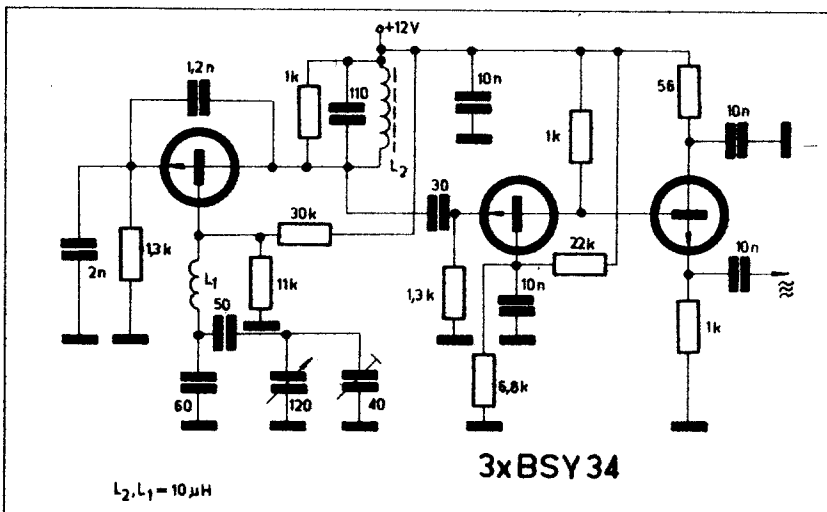 +12V
1,2n
1k
110
L2
10n
1k
56
10n
30
30k
22k
2n
1,3k
L1
11k
50
1,3k
10n
10n
1k
60
120
40
6,8k
3xBSY34
L2, L1 = 10µH